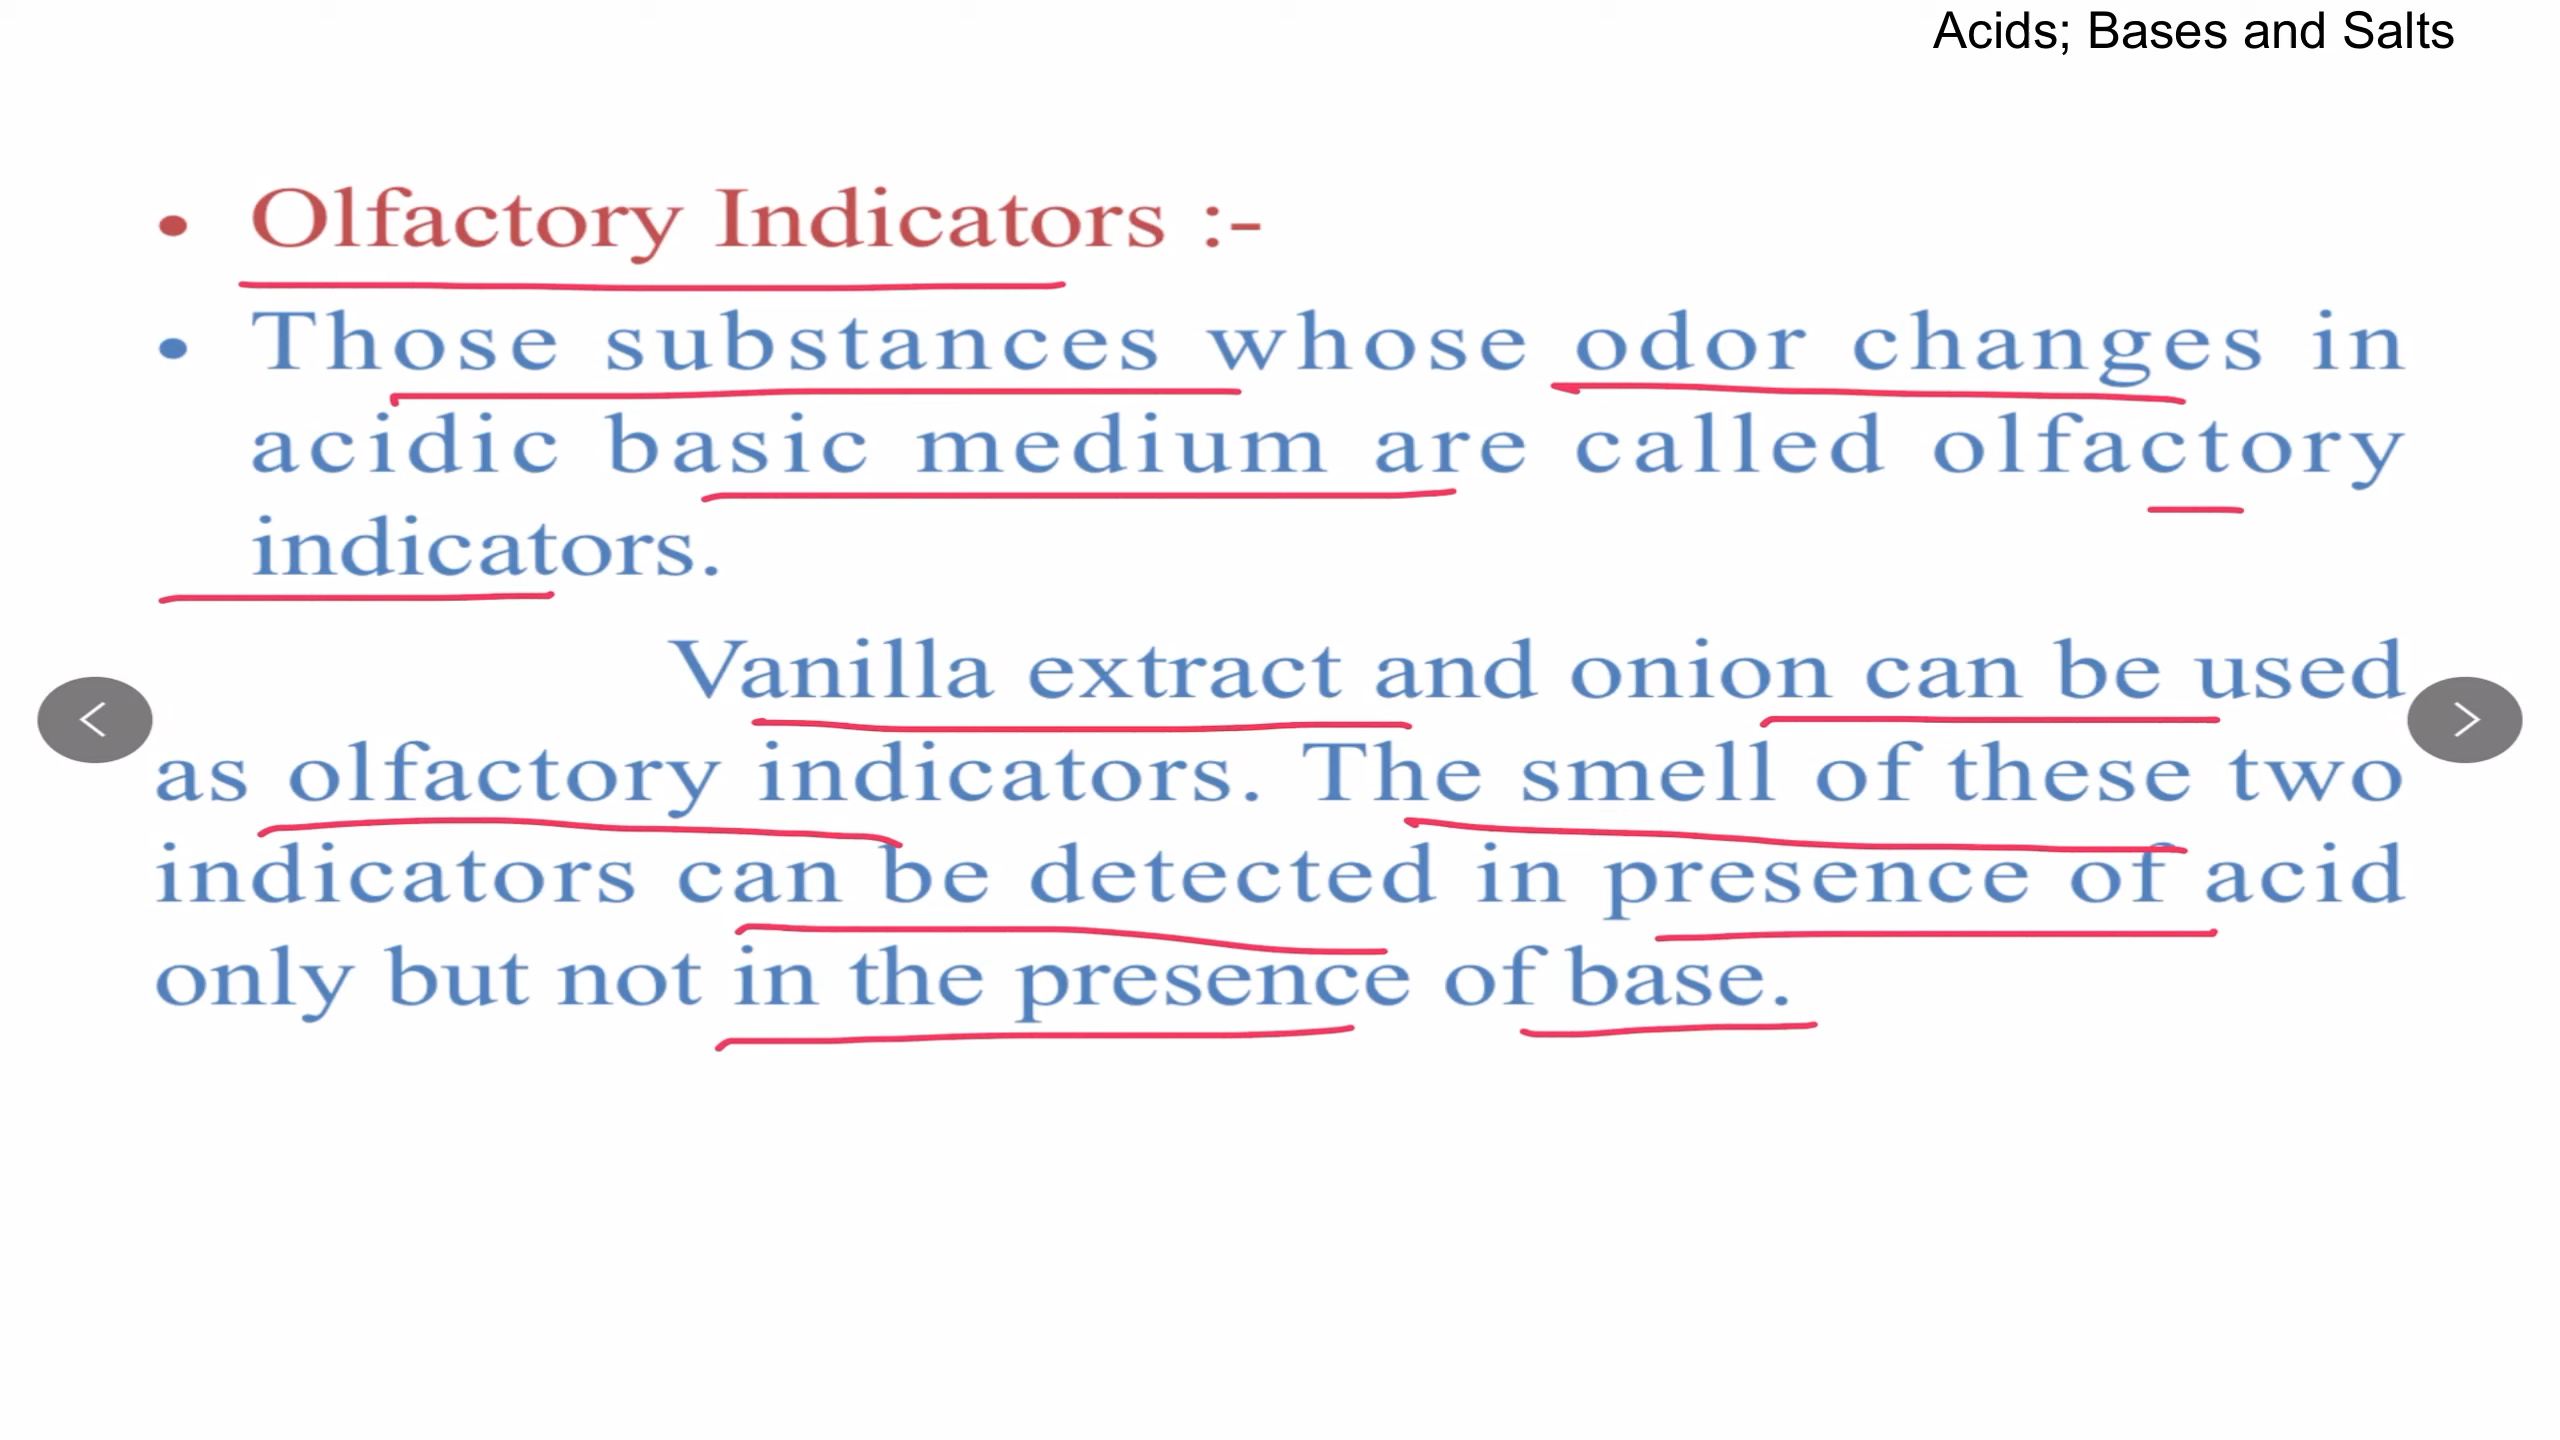 Acids; Bases and Salts
• Olfactory Indicators :-
• Those substances whose odor changes in
acidic basic medium are called olfactory
indicators.
Vanilla extract and onion can be used
as olfactory indicators. The smell of these two
indicators can be detected in presence of acid
only but not in the presence of base.